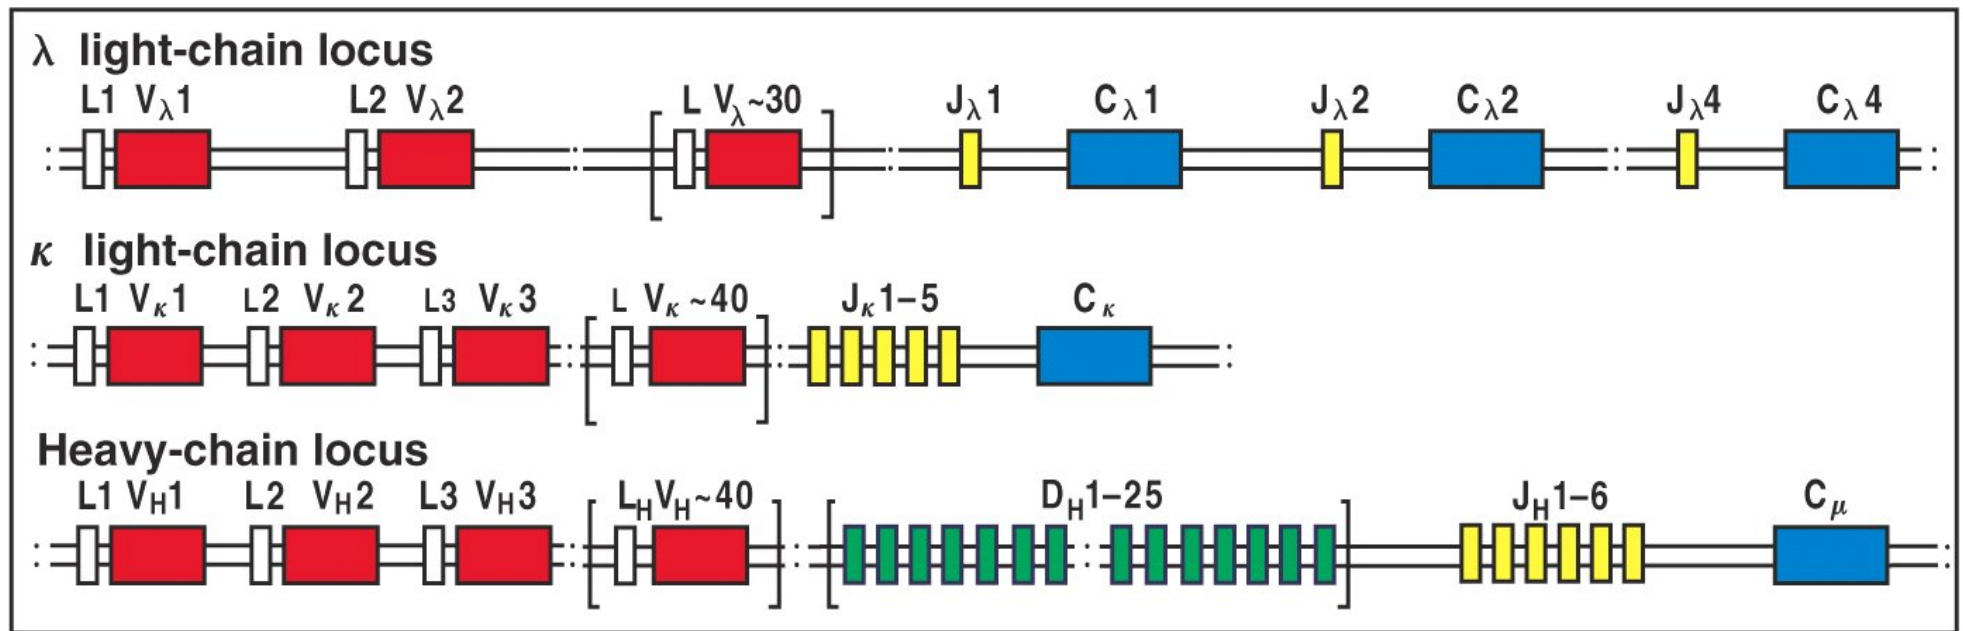 λ light-chain locus
L1 Vλ1 L2 Vλ2 L Vλ~30 Jλ1 Cλ1 Jλ2 Cλ2 Jλ4 Cλ4
κ light-chain locus
L1 Vκ1 L2 Vκ2 L3 Vκ3 L Vκ~40 Jκ1–5 Cκ
Heavy-chain locus
L1 VH1 L2 VH2 L3 VH3 LHVH~40 DH1–25 JH1–6 Cμ